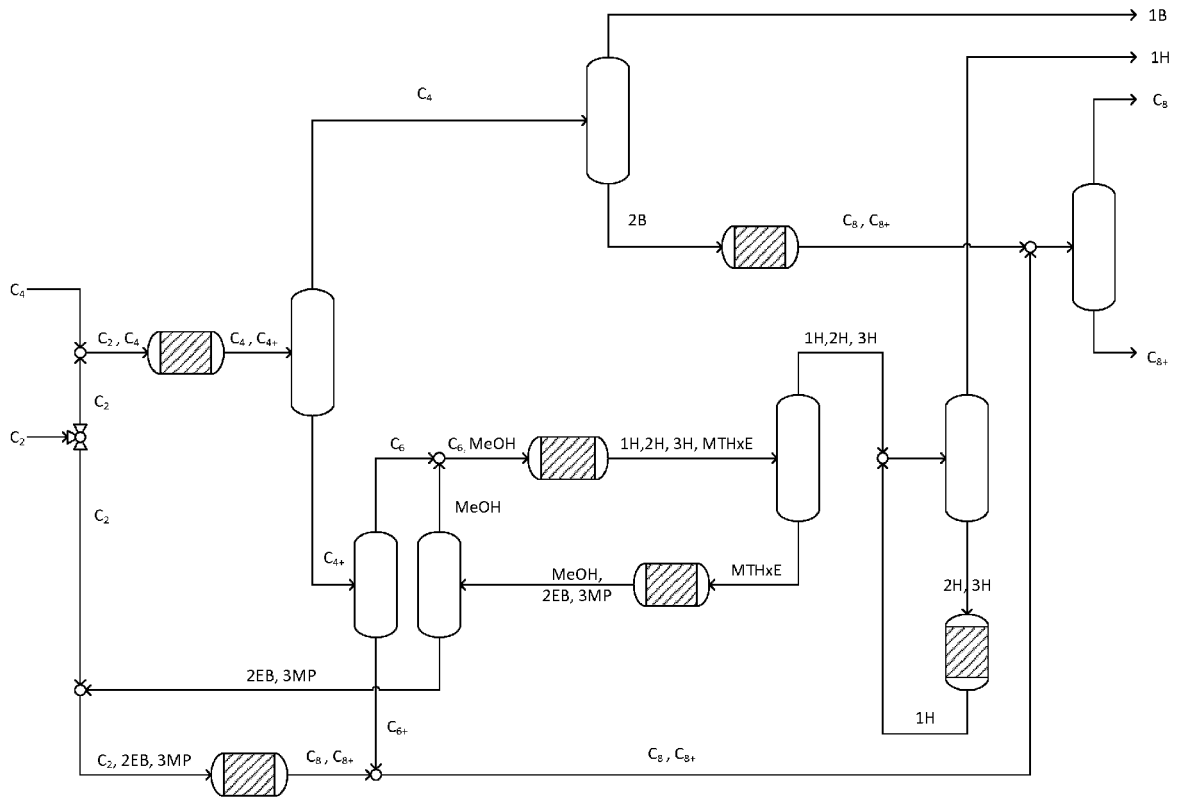 1B
1H
C₄
C₈
2B
C₈ , C₈₊
C₄
C₂ , C₄
C₄ , C₄₊
1H,2H, 3H
C₈₊
C₂
C₂
C₆
C₆, MeOH
1H,2H, 3H, MTHxE
MeOH
C₂
C₄₊
MeOH,
2EB, 3MP
MTHxE
2H, 3H
2EB, 3MP
C₆₊
1H
C₂, 2EB, 3MP
C₈ , C₈₊
C₈ , C₈₊